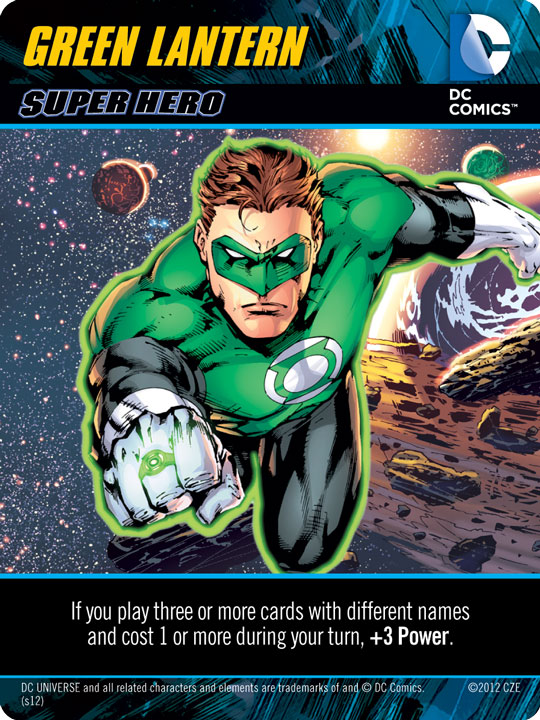 GREEN LANTERN
SUPER HERO
DC
COMICS™
If you play three or more cards with different names
and cost 1 or more during your turn, +3 Power.
DC UNIVERSE and all related characters and elements are trademarks of and © DC Comics.
(s12)
©2012 CZE